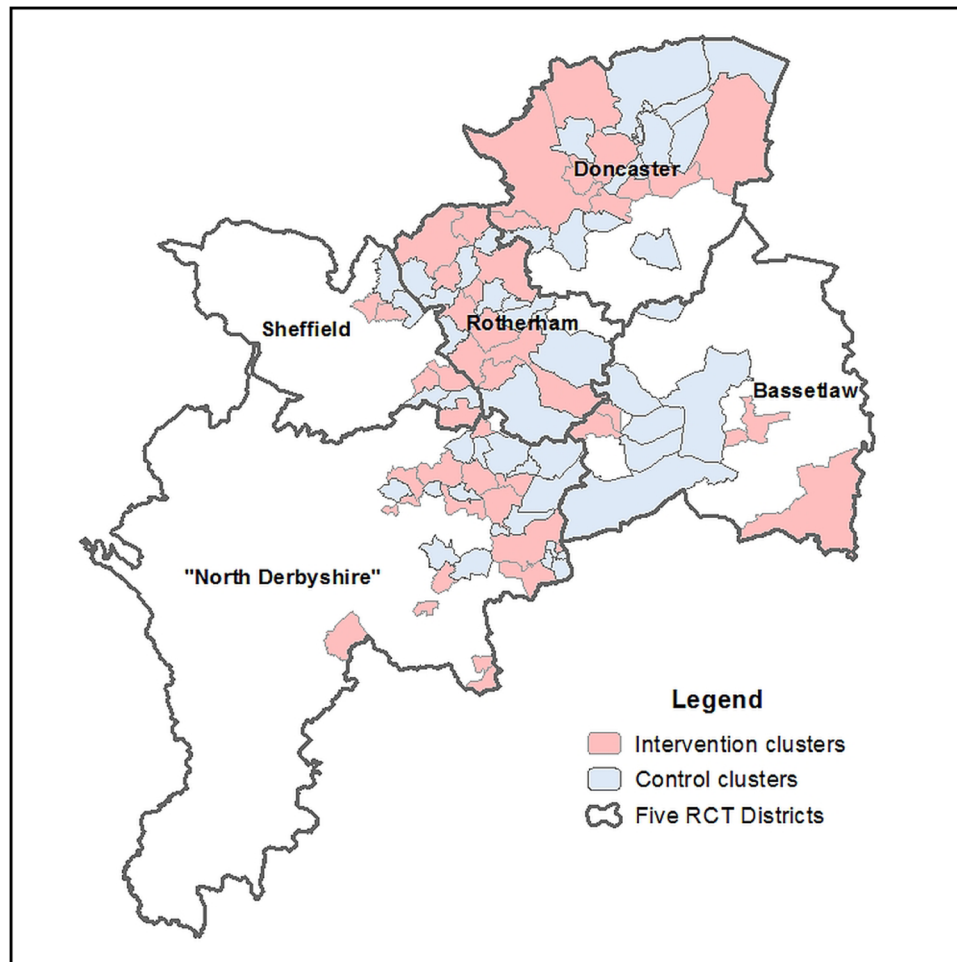 Doncaster
Sheffield
Rotherham
Bassetlaw
"North Derbyshire"
Legend
Intervention clusters
Control clusters
Five RCT Districts